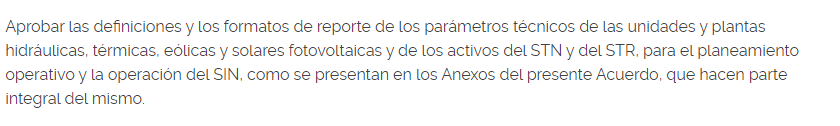 Aprobar las definiciones y los formatos de reporte de los parámetros técnicos de las unidades y plantas
hidráulicas, térmicas, eólicas y solares fotovoltaicas y de los activos del STN y del STR, para el planeamiento
operativo y la operación del SIN, como se presentan en los Anexos del presente Acuerdo, que hacen parte
integral del mismo.